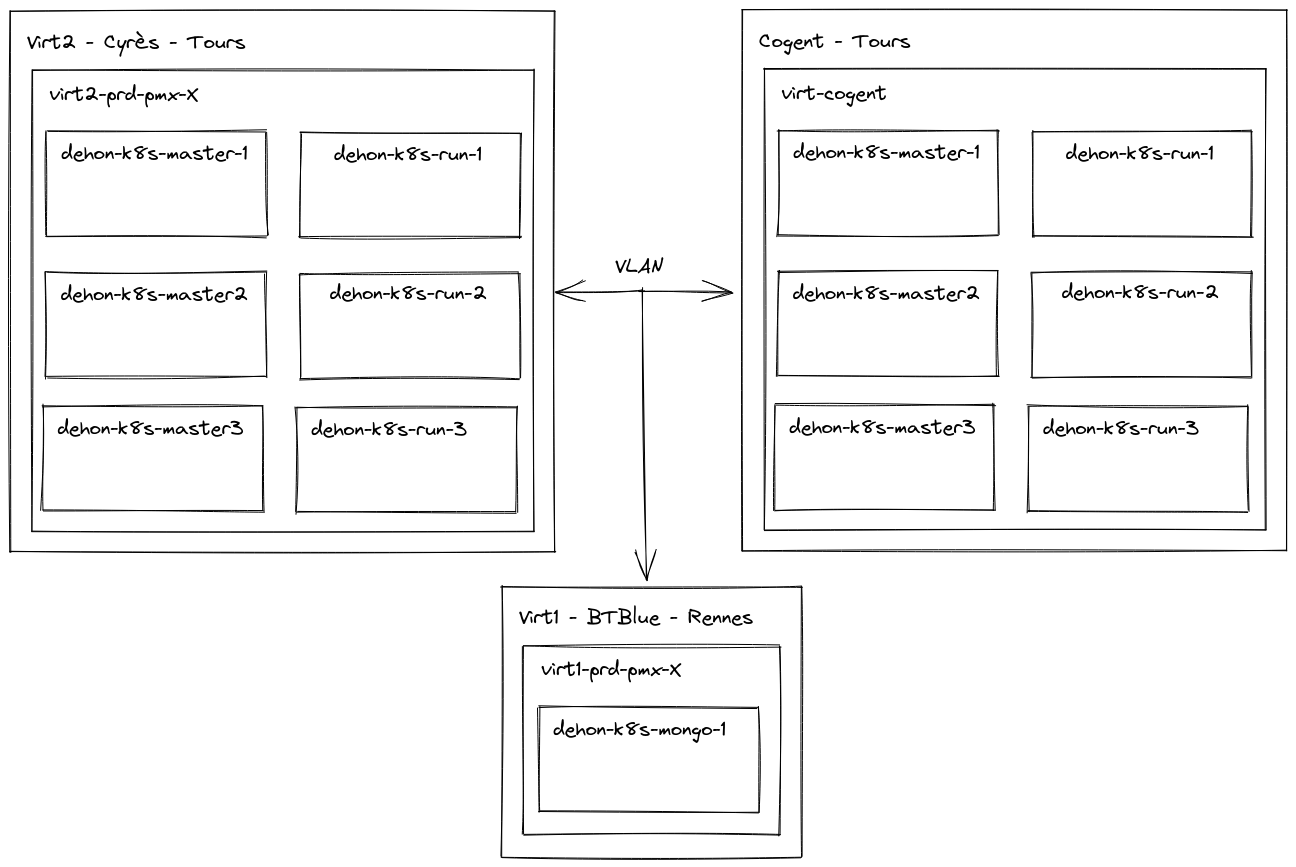 Virt2 - Cyrès - Tours
virt2-prd-pmx-X
dehon-k8s-master-1
dehon-k8s-run-1
dehon-k8s-master2
dehon-k8s-run-2
dehon-k8s-master3
dehon-k8s-run-3
VLAN
Cogent - Tours
virt-cogent
dehon-k8s-master-1
dehon-k8s-run-1
dehon-k8s-master2
dehon-k8s-run-2
dehon-k8s-master3
dehon-k8s-run-3
Virt1 - BTBlue - Rennes
virt1-prd-pmx-X
dehon-k8s-mongo-1